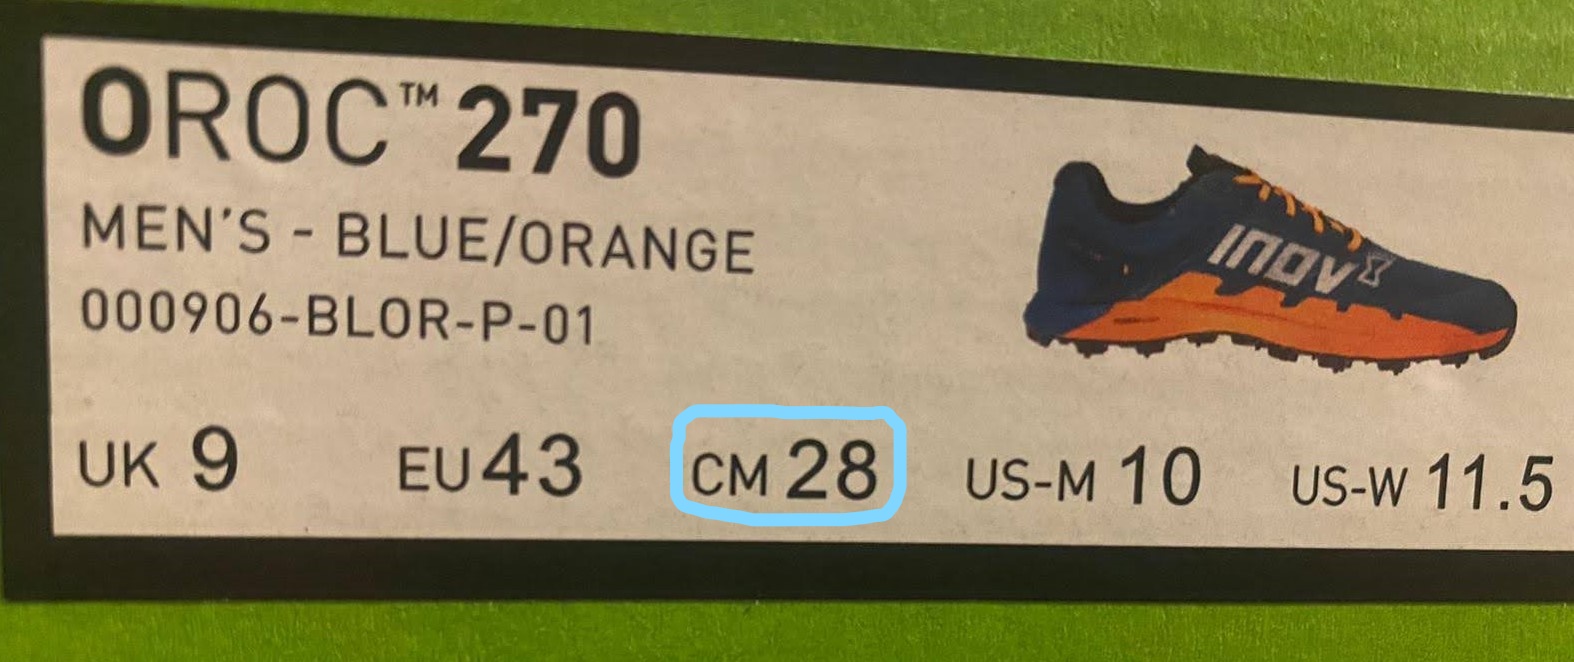 OROC™ 270
MEN'S - BLUE/ORANGE
000906-BLOR-P-01
INOV8
UK 9 EU 43 CM 28 US-M 10 US-W 11.5